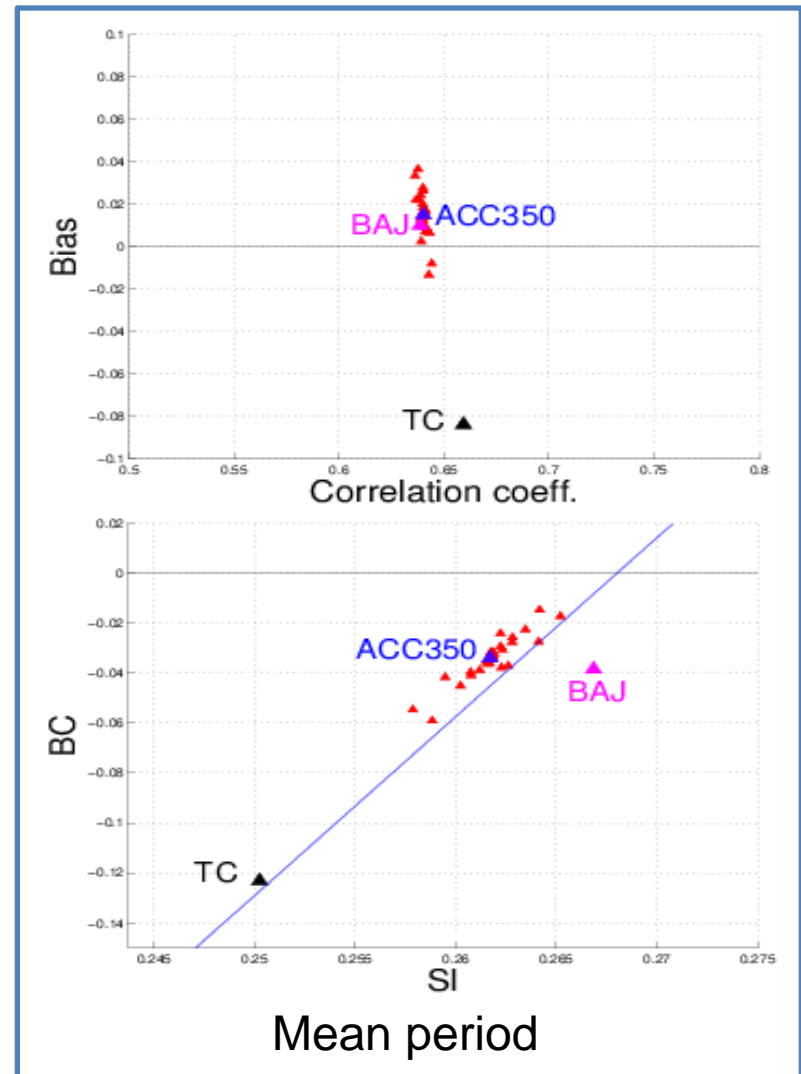 0.1
0.08
0.06
0.04
0.02
0
−0.02
−0.04
−0.06
−0.08
−0.1
Bias
BAJ
ACC350
TC
0.5 0.55 0.6 0.65 0.7 0.75 0.8
Correlation coeff.
0.02
0
−0.02
−0.04
−0.06
−0.08
−0.1
−0.12
−0.14
BC
ACC350
BAJ
TC
0.245 0.25 0.255 0.26 0.265 0.27 0.275
SI
Mean period